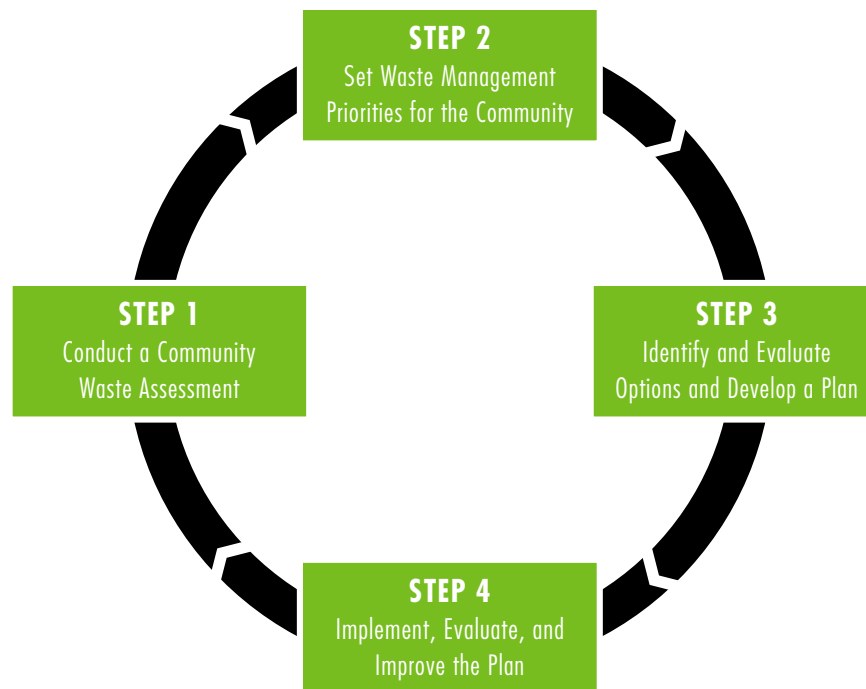 STEP 2
Set Waste Management
Priorities for the Community
STEP 1
Conduct a Community
Waste Assessment
STEP 3
Identify and Evaluate
Options and Develop a Plan
STEP 4
Implement, Evaluate, and
Improve the Plan